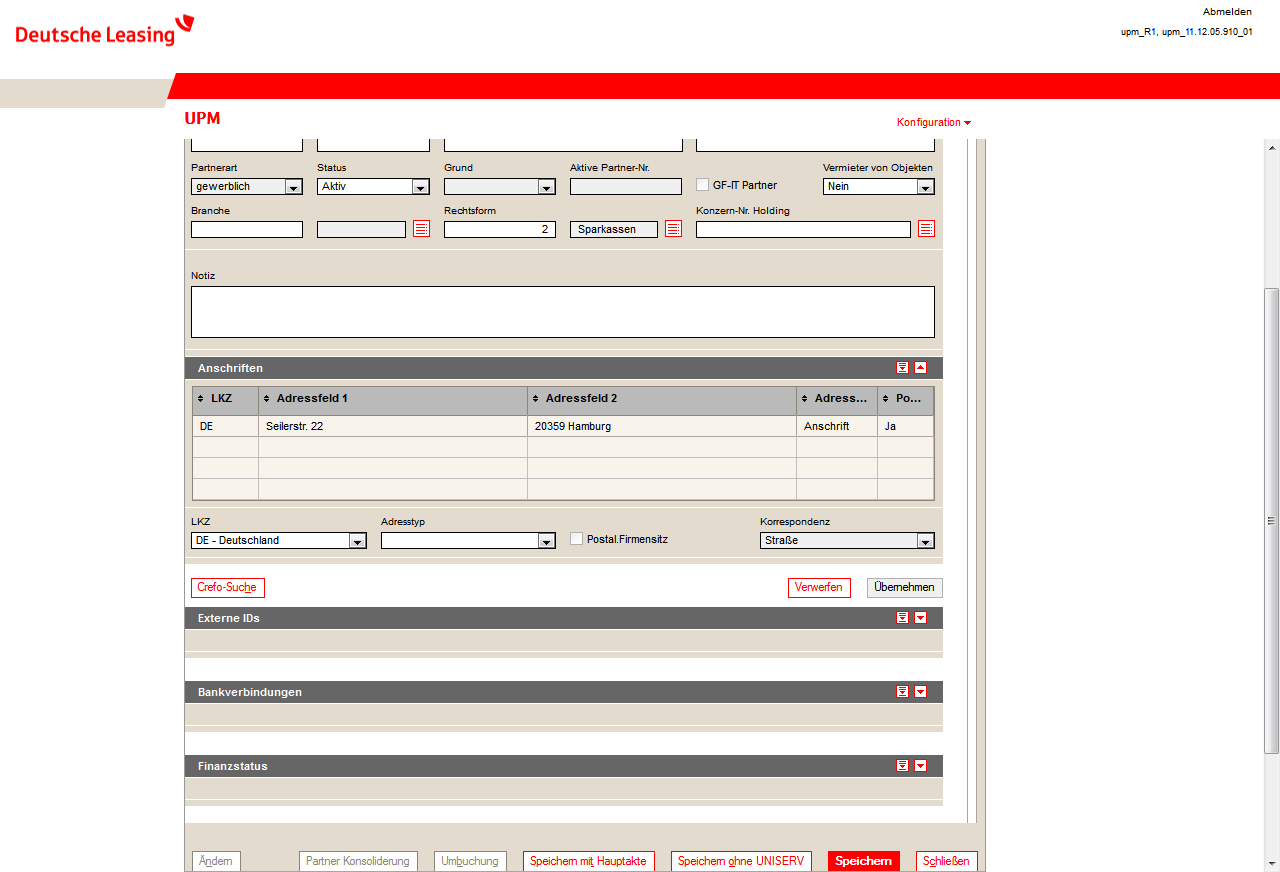 Deutsche Leasing
Abmelden
upm_R1, upm_11.12.05.910_01
UPM
Konfiguration
Partnerart Status Grund Aktive Partner-Nr. Vermieter von Objekten
gewerblich Aktiv GF-IT Partner Nein
Branche Rechtsform Konzern-Nr. Holding
2 Sparkassen
Notiz
Anschriften
LKZ Adressfeld 1 Adressfeld 2 Adress... Po...
DE Seilerstr. 22 20359 Hamburg Anschrift Ja
LKZ Adresstyp Korrespondenz
DE - Deutschland Postal.Firmensitz Straße
Crefo-Suche Verwerfen Übernehmen
Externe IDs
Bankverbindungen
Finanzstatus
Ändern Partner Konsolidierung Umbuchung Speichern mit Hauptakte Speichern ohne UNISERV Speichern Schließen